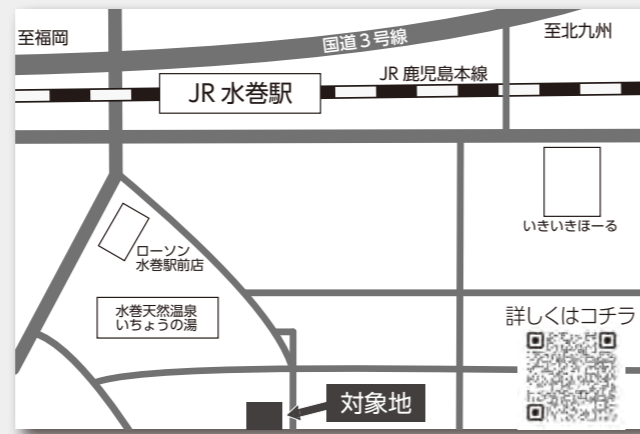 至福岡
国道3号線
至北九州
JR 鹿児島本線
JR 水巻駅
いきいきほーる
ローソン
水巻駅前店
水巻天然温泉
いちょうの湯
詳しくはコチラ
対象地